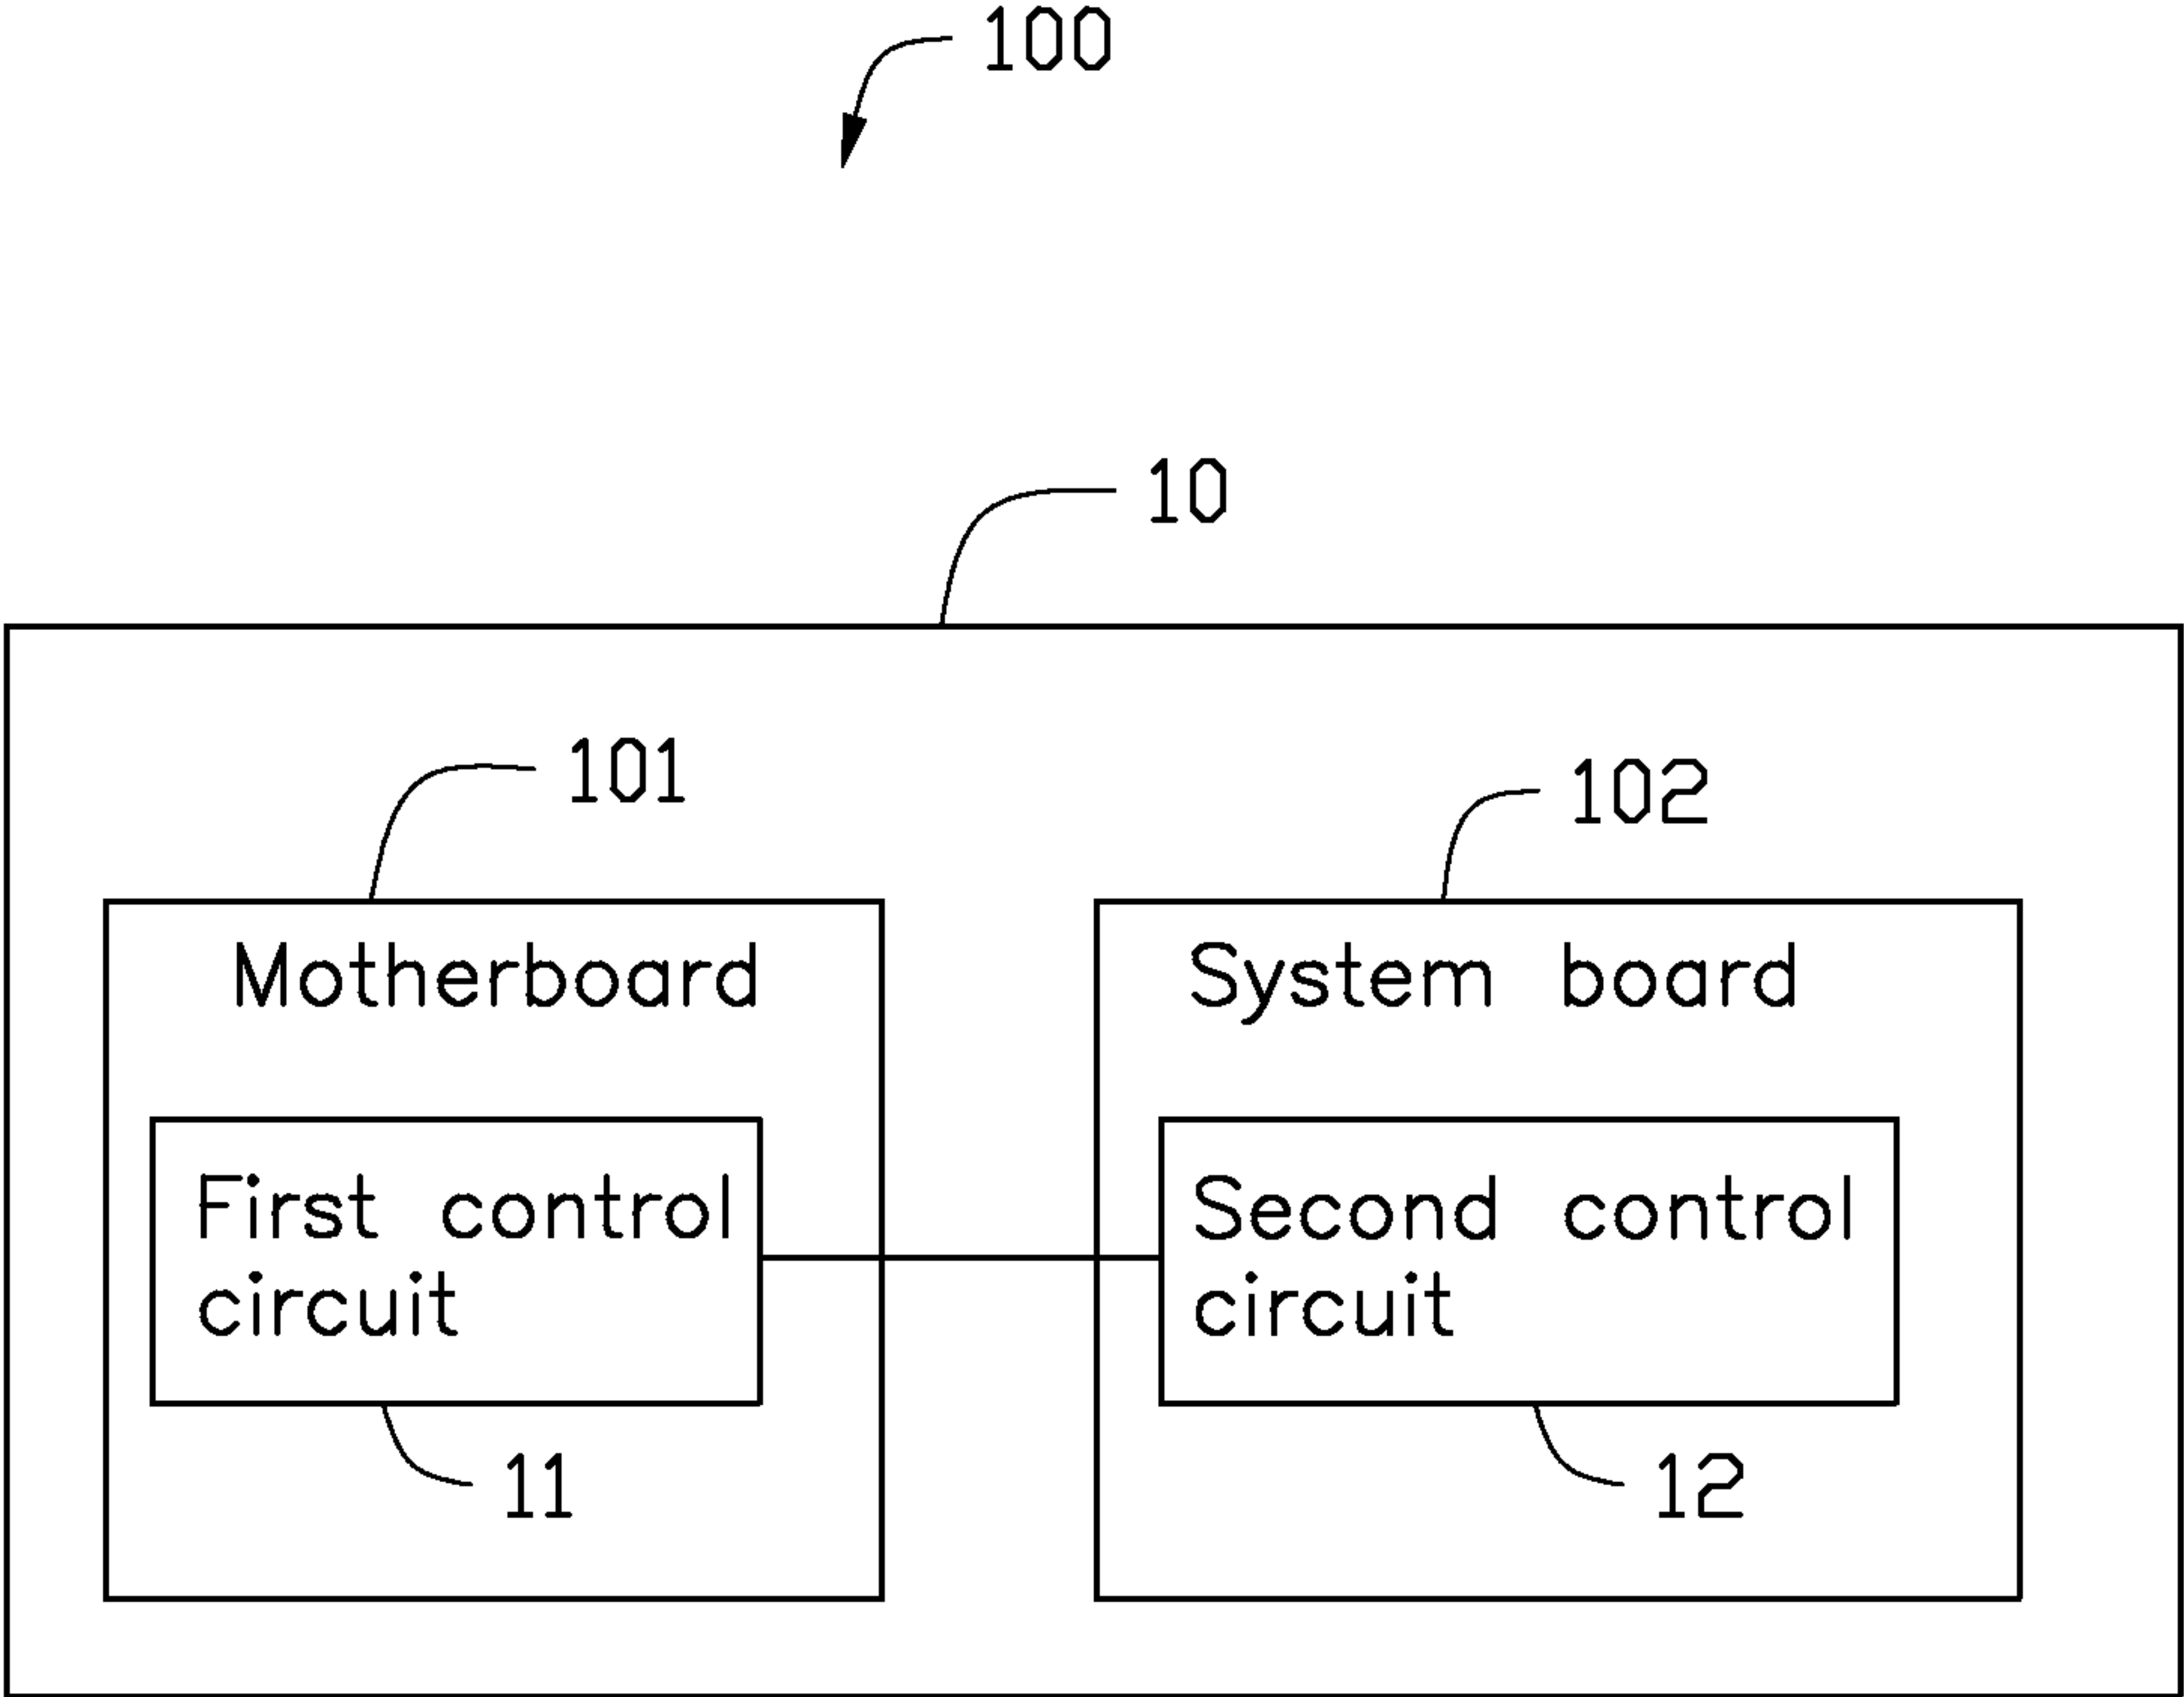 100
10
101
102
Motherboard
System board
First control
circuit
Second control
circuit
11
12